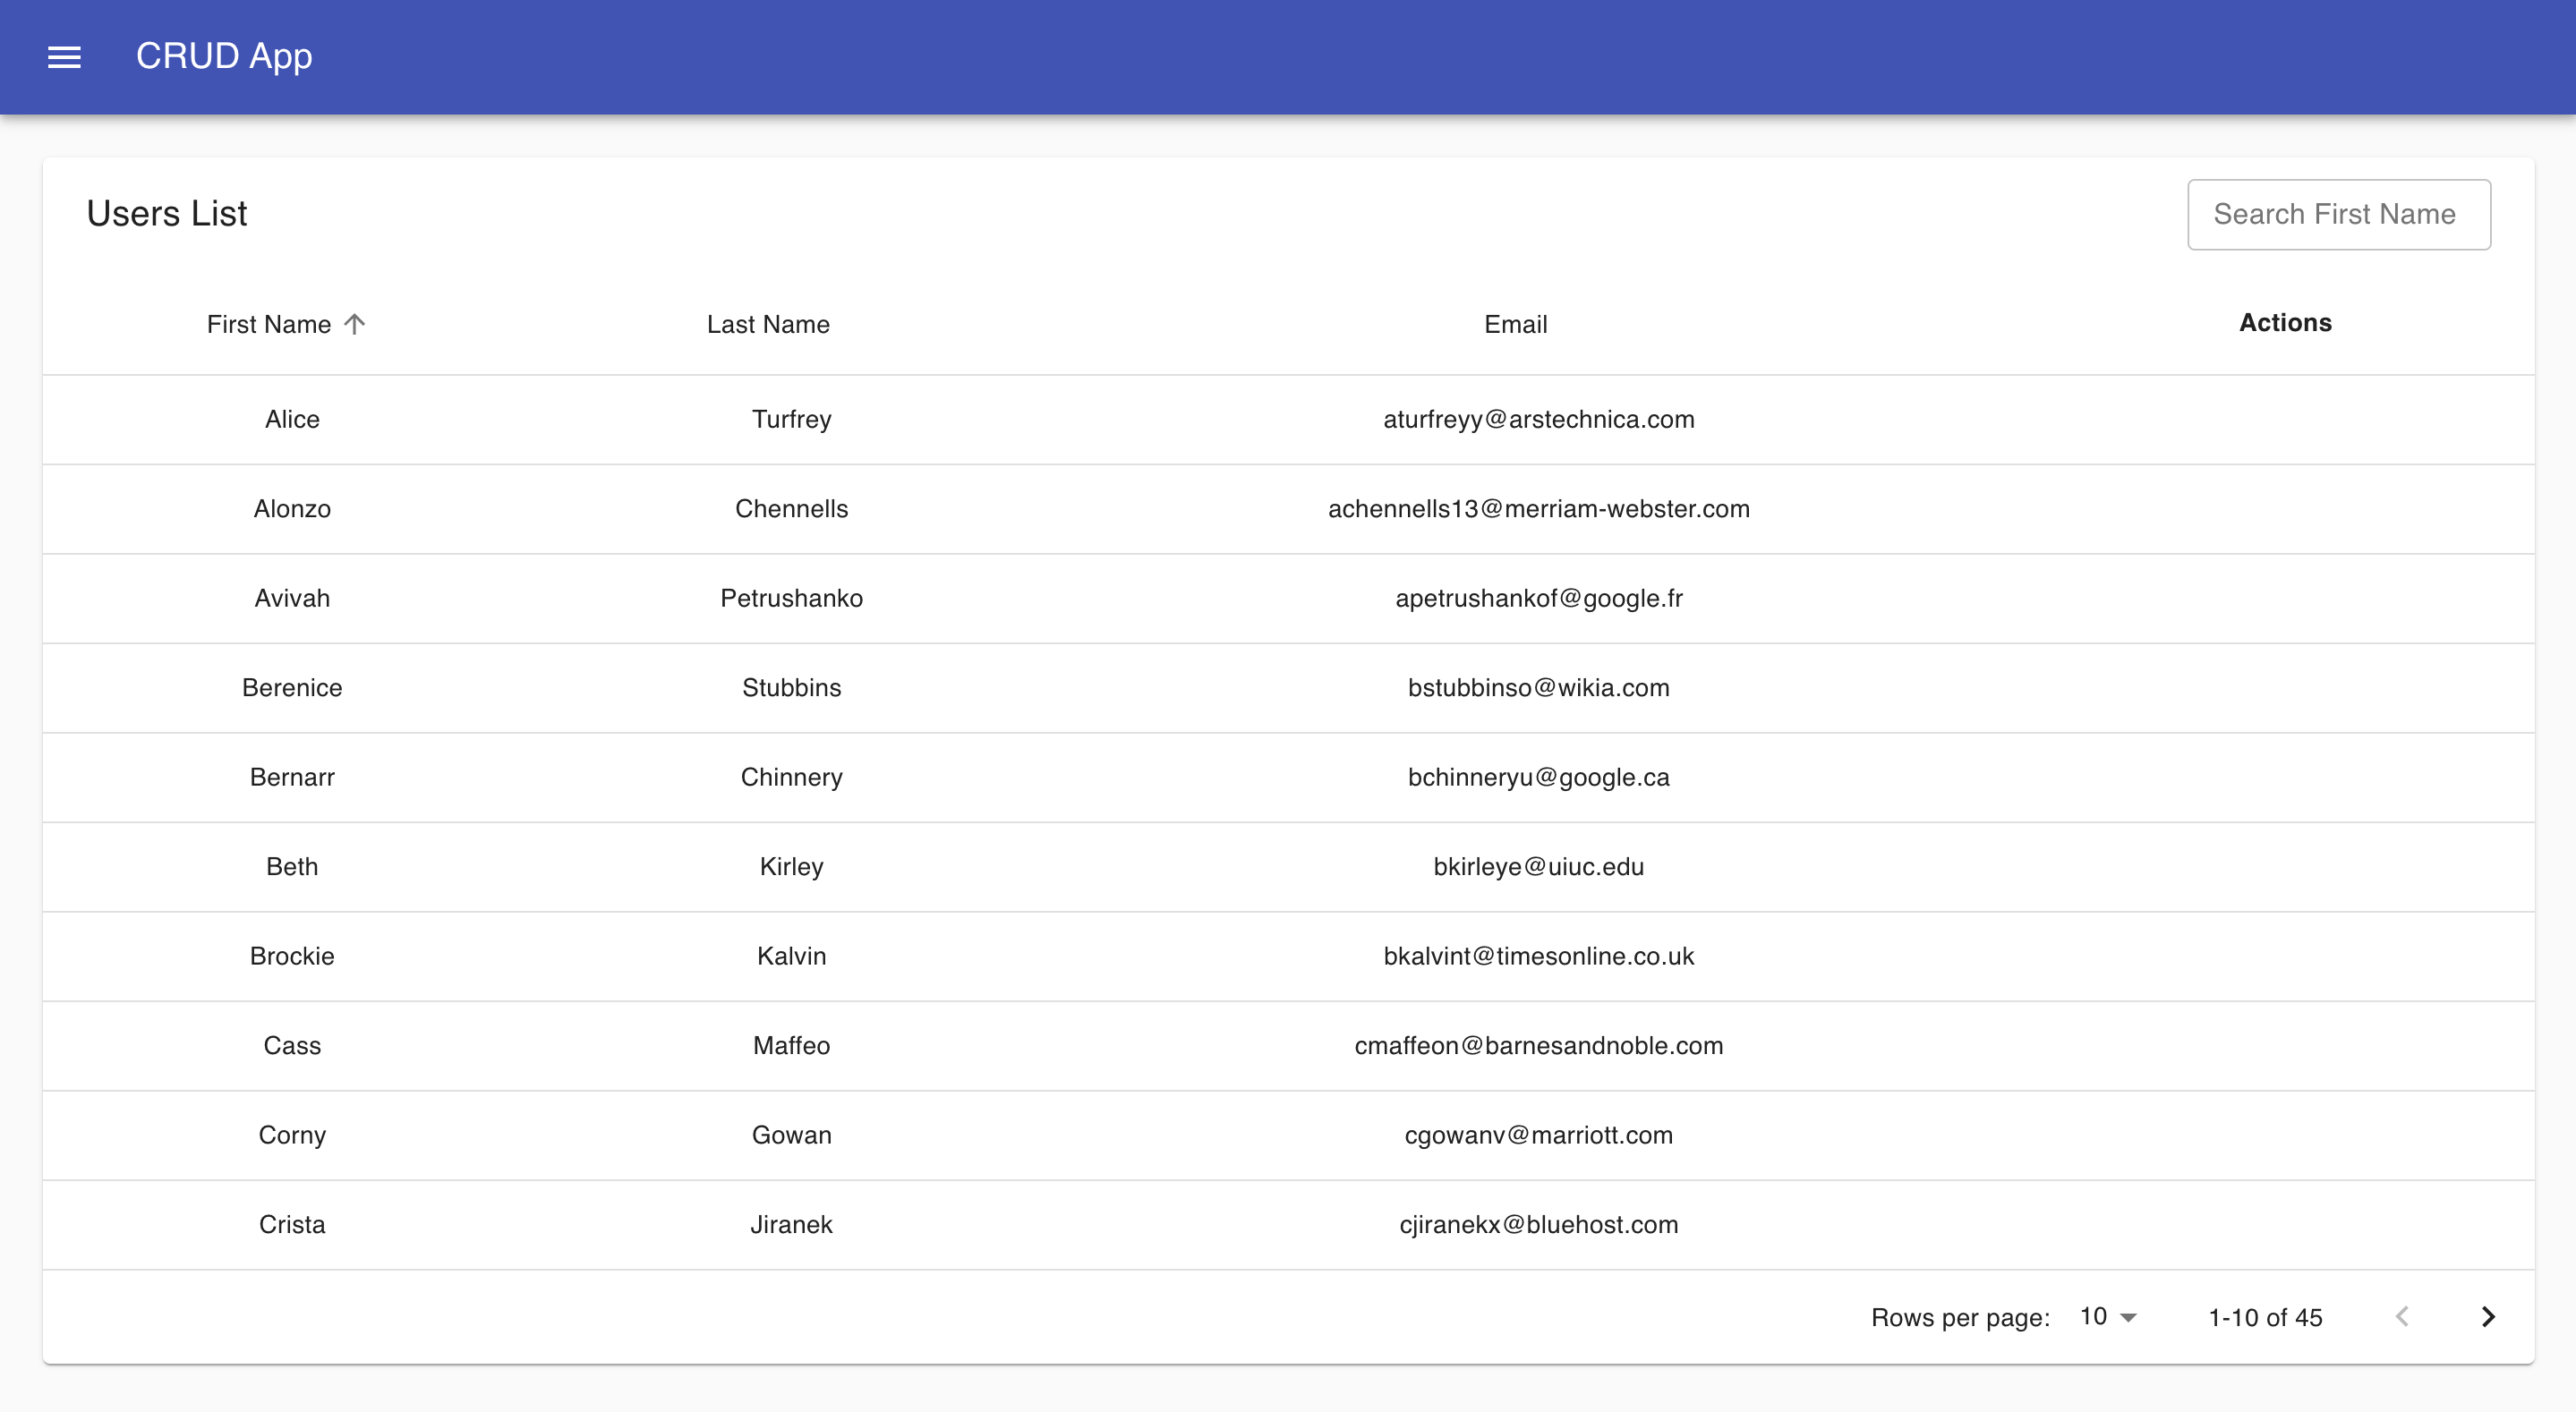 CRUD App
Users List
Search First Name
First Name Last Name Email Actions
Alice Turfrey aturfreyy@arstechnica.com
Alonzo Chennells achennells13@merriam-webster.com
Avivah Petrushanko apetrushankof@google.fr
Berenice Stubbins bstubbinso@wikia.com
Bernarr Chinnery bchinneryu@google.ca
Beth Kirley bkirleye@uiuc.edu
Brockie Kalvin bkalvint@timesonline.co.uk
Cass Maffeo cmaffeon@barnesandnoble.com
Corny Gowan cgowanv@marriott.com
Crista Jiranek cjiranekx@bluehost.com
Rows per page: 10 1-10 of 45